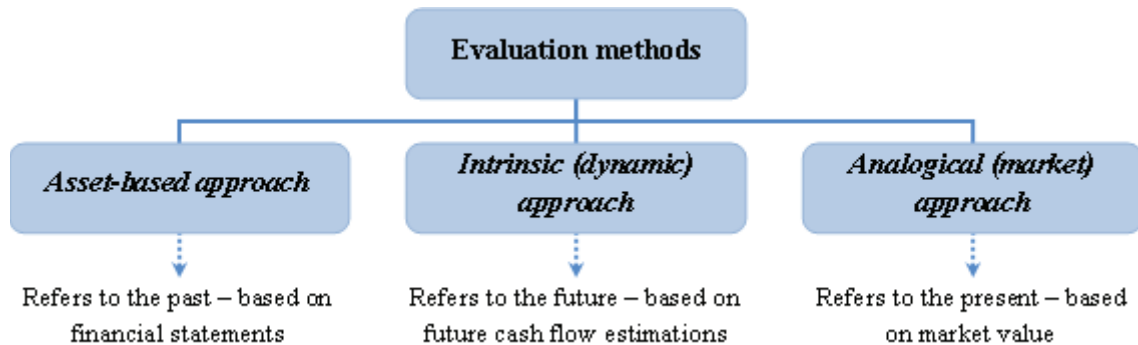 Evaluation methods
Asset-based approach
Intrinsic (dynamic)
approach
Analogical (market)
approach
Refers to the past – based on
financial statements
Refers to the future – based on
future cash flow estimations
Refers to the present – based
on market value